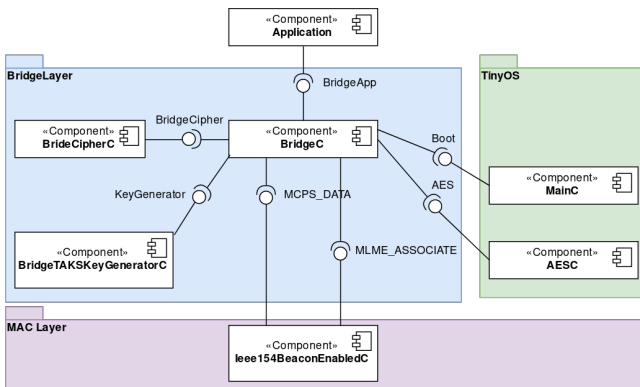 «Component»
Application
BridgeLayer
TinyOS
BridgeApp
BridgeCipher
«Component»
BrideCipherC
«Component»
BridgeC
Boot
KeyGenerator
MCPS_DATA
AES
«Component»
MainC
«Component»
BridgeTAKSKeyGeneratorC
MLME_ASSOCIATE
«Component»
AESC
MAC Layer
«Component»
Ieee154BeaconEnabledC